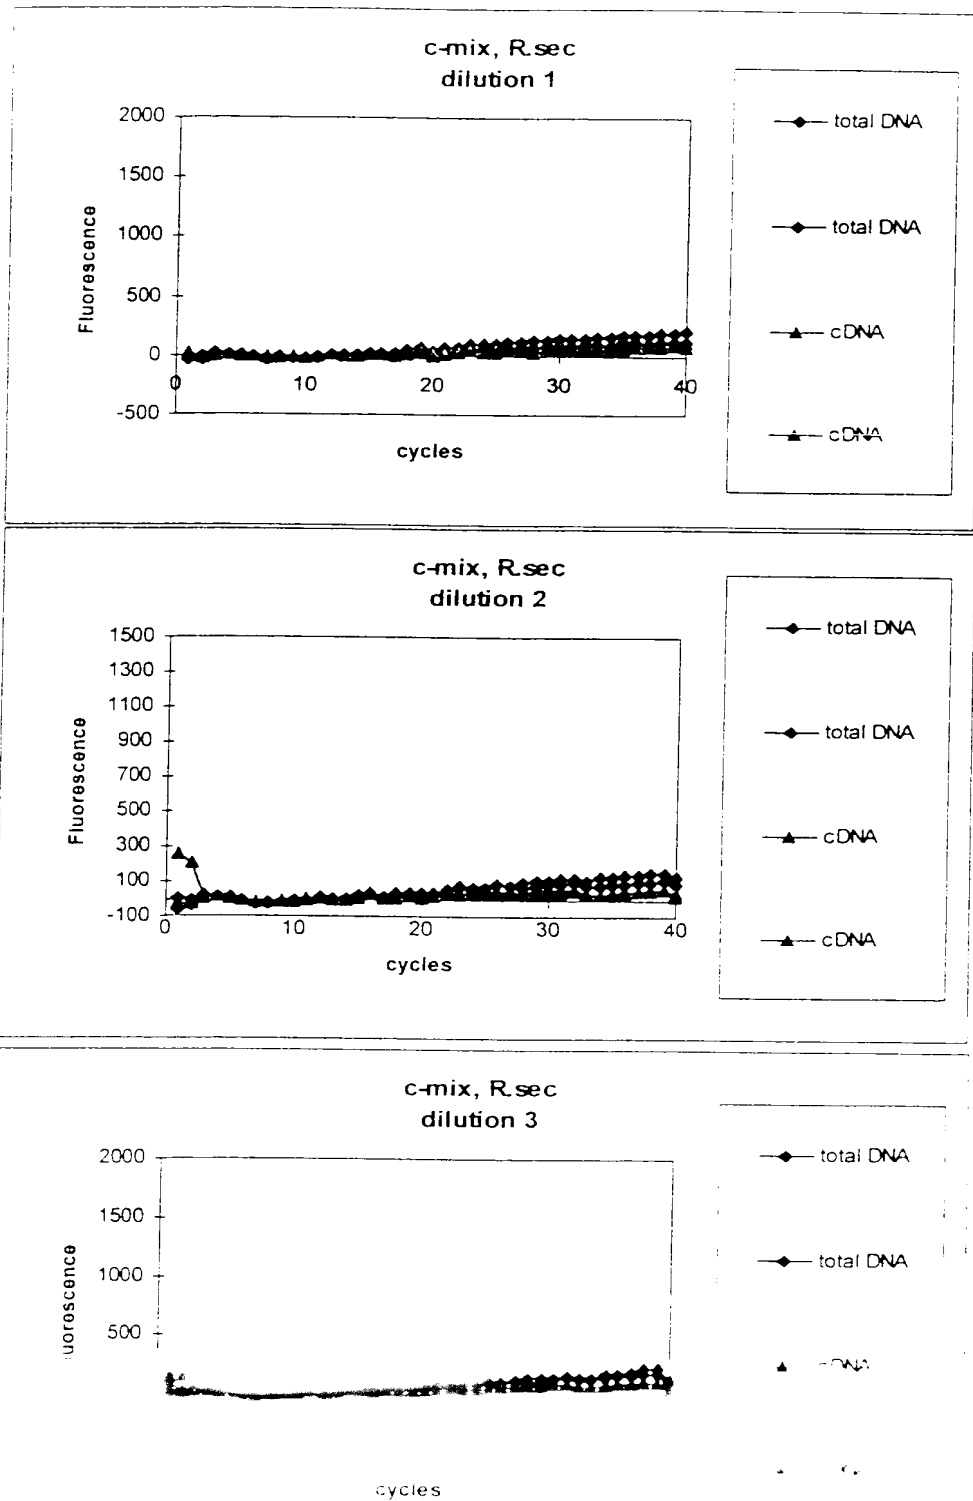 c-mix, R.sec
dilution 1
2000
1500
1000
500
0
-500
Fluorescence
0 10 20 30 40
cycles
total DNA
total DNA
cDNA
cDNA
c-mix, R.sec
dilution 2
1500
1300
1100
900
700
500
300
100
-100
Fluorescence
0 10 20 30 40
cycles
total DNA
total DNA
cDNA
cDNA
c-mix, R.sec
dilution 3
2000
1500
1000
500
uorescence
cycles
total DNA
total DNA
DNA